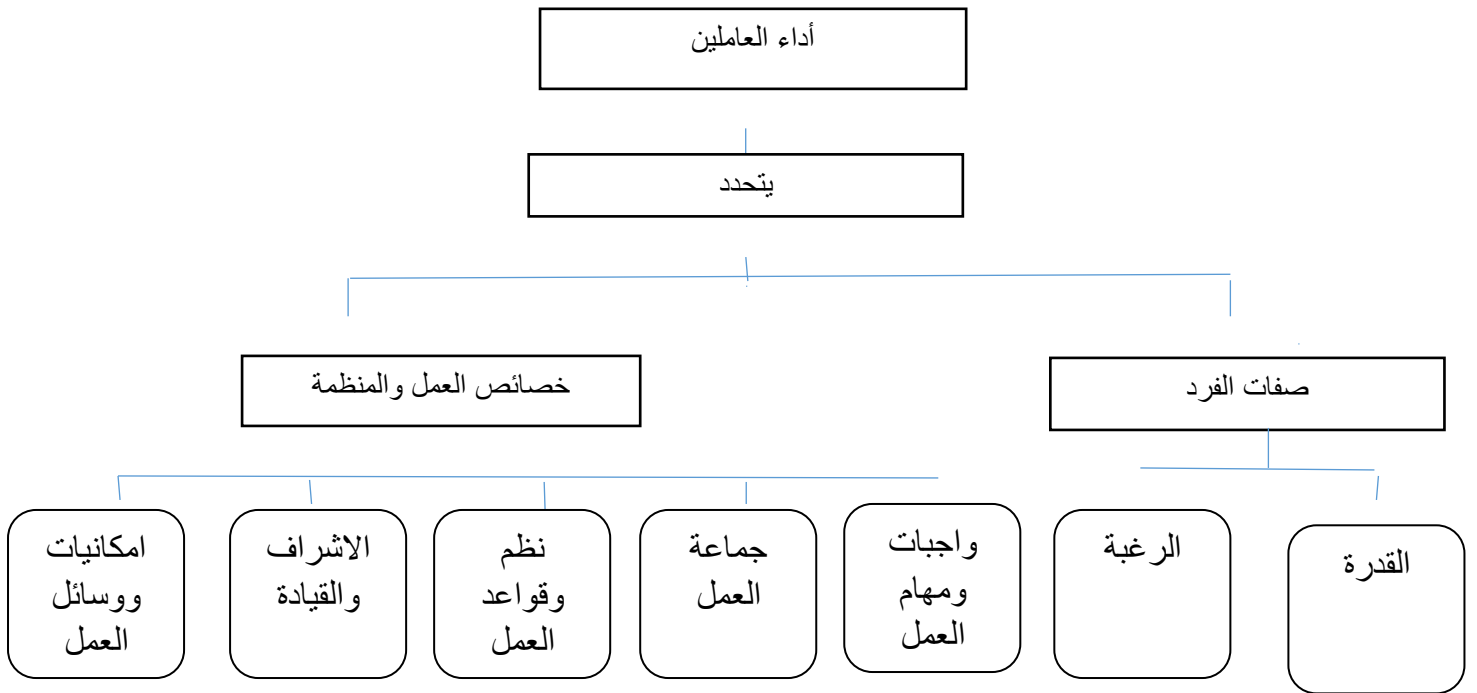 أداء العاملين
يتحدد
صفات الفرد
خصائص العمل والمنظمة
القدرة
الرغبة
واجبات
ومهام
العمل
جماعة
العمل
نظم
وقواعد
العمل
الاشراف
والقيادة
امكانيات
ووسائل
العمل